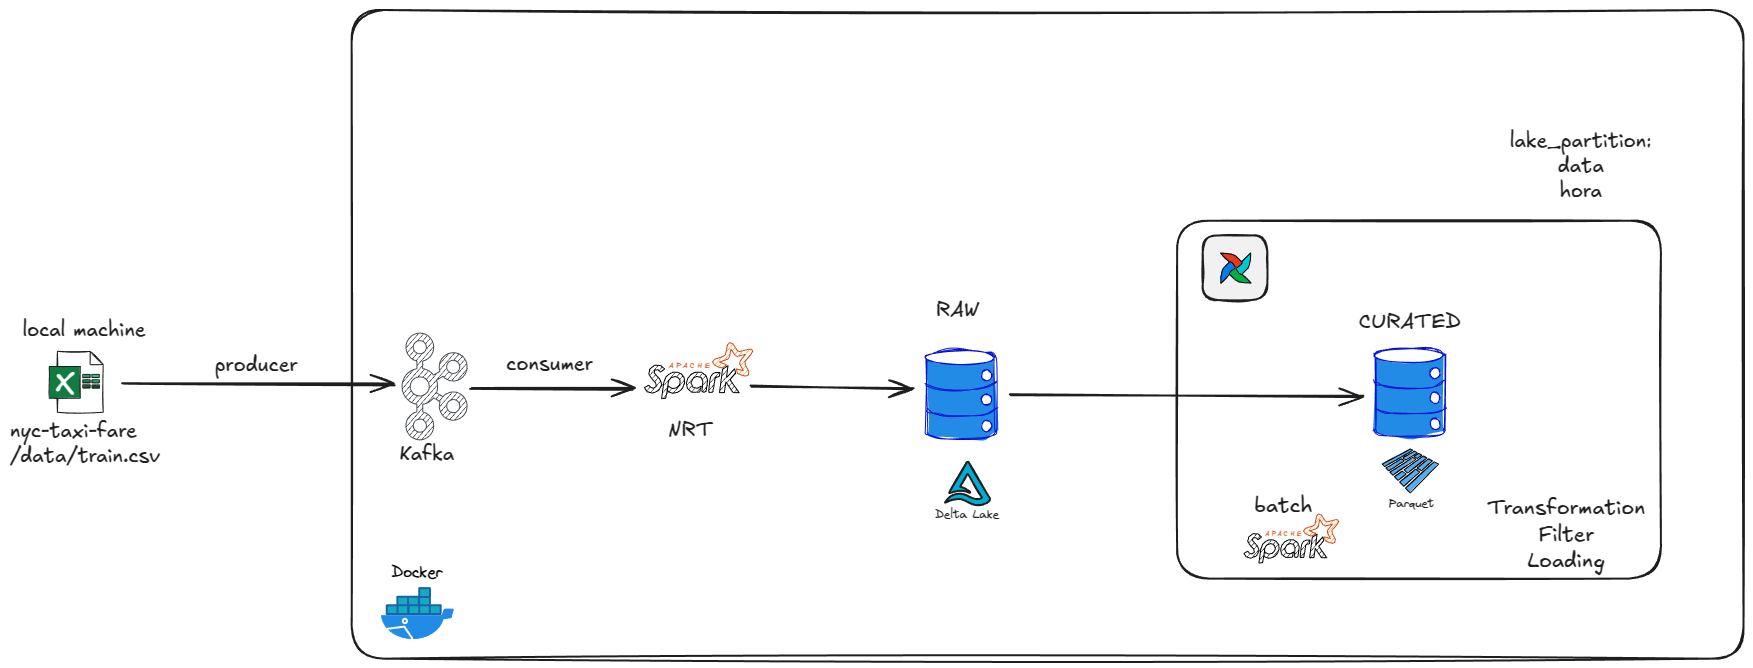 lake_partition:
data
hora
RAW
CURATED
local machine
producer
consumer
APACHE
Spark
nyc-taxi-fare
/data/train.csv
Kafka
NRT
Delta Lake
Parquet
batch
APACHE
Spark
Transformation
Filter
Loading
Docker
X